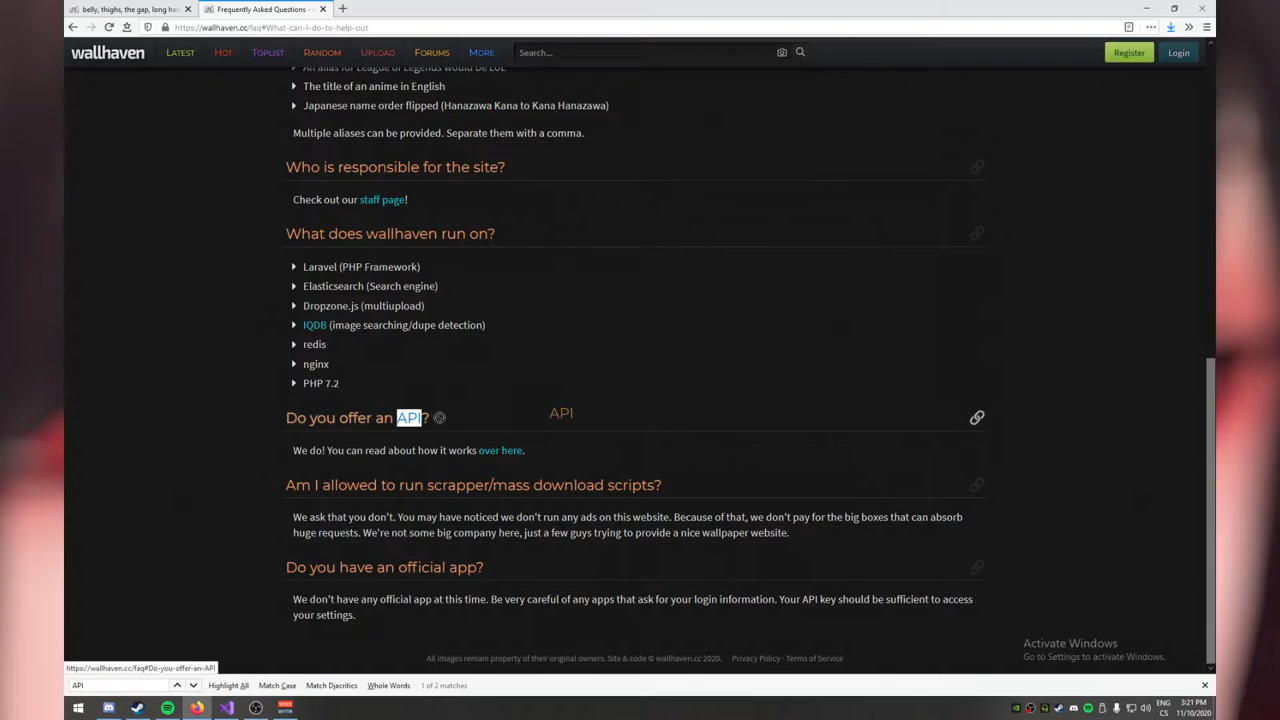 belly, thighs, the gap, long ha
Frequently Asked Questions -
https://wallhaven.cc/faq#What-can-I-do-to-help-out
wallhaven LATEST HOT TOPLIST RANDOM UPLOAD FORUMS MORE Search... Register Login
An alias for League of Legends would be LoL
The title of an anime in English
Japanese name order flipped (Hanazawa Kana to Kana Hanazawa)
Multiple aliases can be provided. Separate them with a comma.
Who is responsible for the site?
Check out our staff page!
What does wallhaven run on?
Laravel (PHP Framework)
Elasticsearch (Search engine)
Dropzone.js (multiupload)
IQDB (image searching/dupe detection)
redis
nginx
PHP 7.2
Do you offer an API? API
We do! You can read about how it works over here.
Am I allowed to run scrapper/mass download scripts?
We ask that you don't. You may have noticed we don't run any ads on this website. Because of that, we don't pay for the big boxes that can absorb
huge requests. We're not some big company here, just a few guys trying to provide a nice wallpaper website.
Do you have an official app?
We don't have any official app at this time. Be very careful of any apps that ask for your login information. Your API key should be sufficient to access
your settings.
Activate Windows
Go to Settings to activate Windows.
All images remain property of their original owners. Site & code © wallhaven.cc 2020. Privacy Policy · Terms of Service
https://wallhaven.cc/faq#Do-you-offer-an-API
API Highlight All Match Case Match Diacritics Whole Words 1 of 2 matches
ENG 3:21 PM
CS 11/10/2020